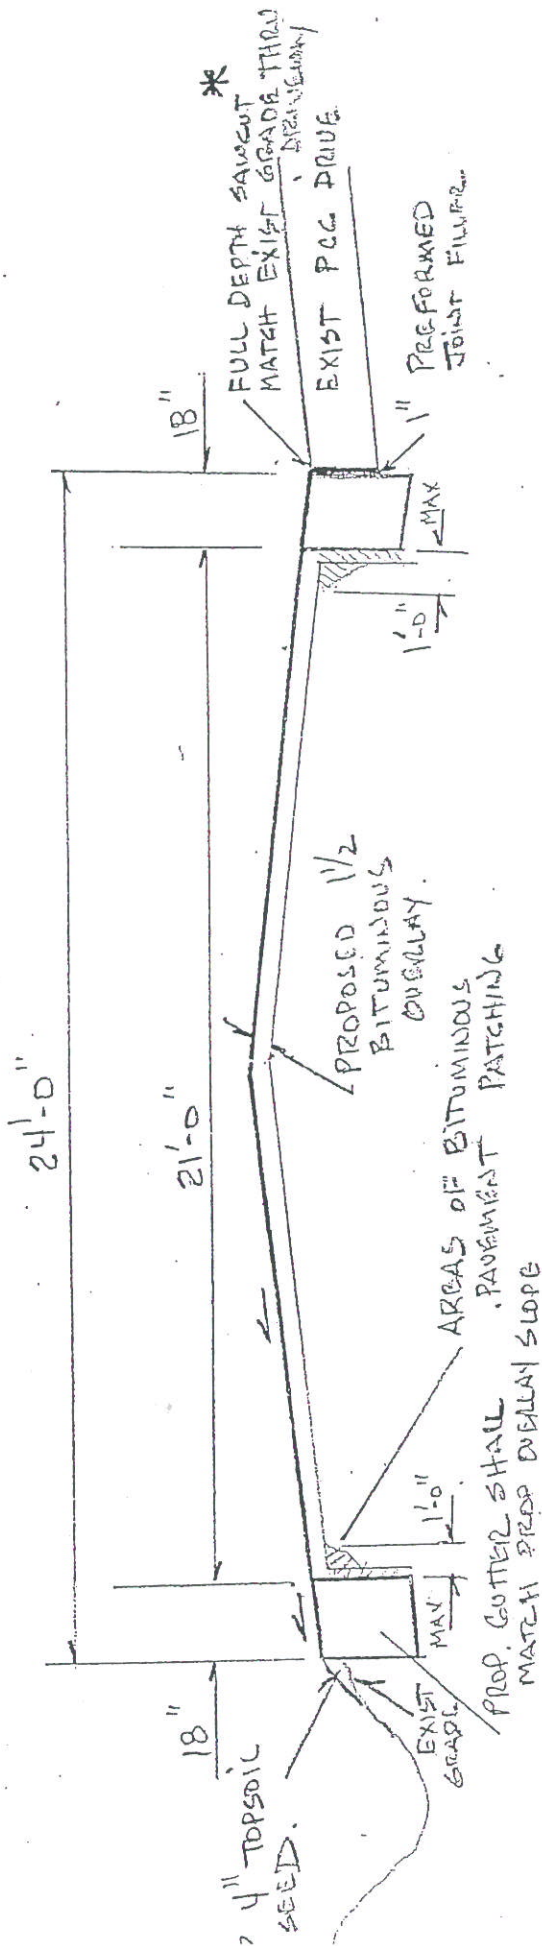 24'-0"
21'-0"
18"
18"
4" TOPSOIL
SEED.
EXIST
GRADE
MAX
1'-0"
PROP. GUTTER SHALL
MATCH PROP OVERLAY SLOPE
AREAS OF BITUMINOUS
PAVEMENT PATCHING
PROPOSED 1 1/2
BITUMINOUS
OVERLAY.
*
FULL DEPTH SAWCUT
MATCH EXIST GRADE THRU
DRIVEWAY
EXIST PCC DRIVE
1" PREFORMED
JOINT FILLER
MAX
1'-0"